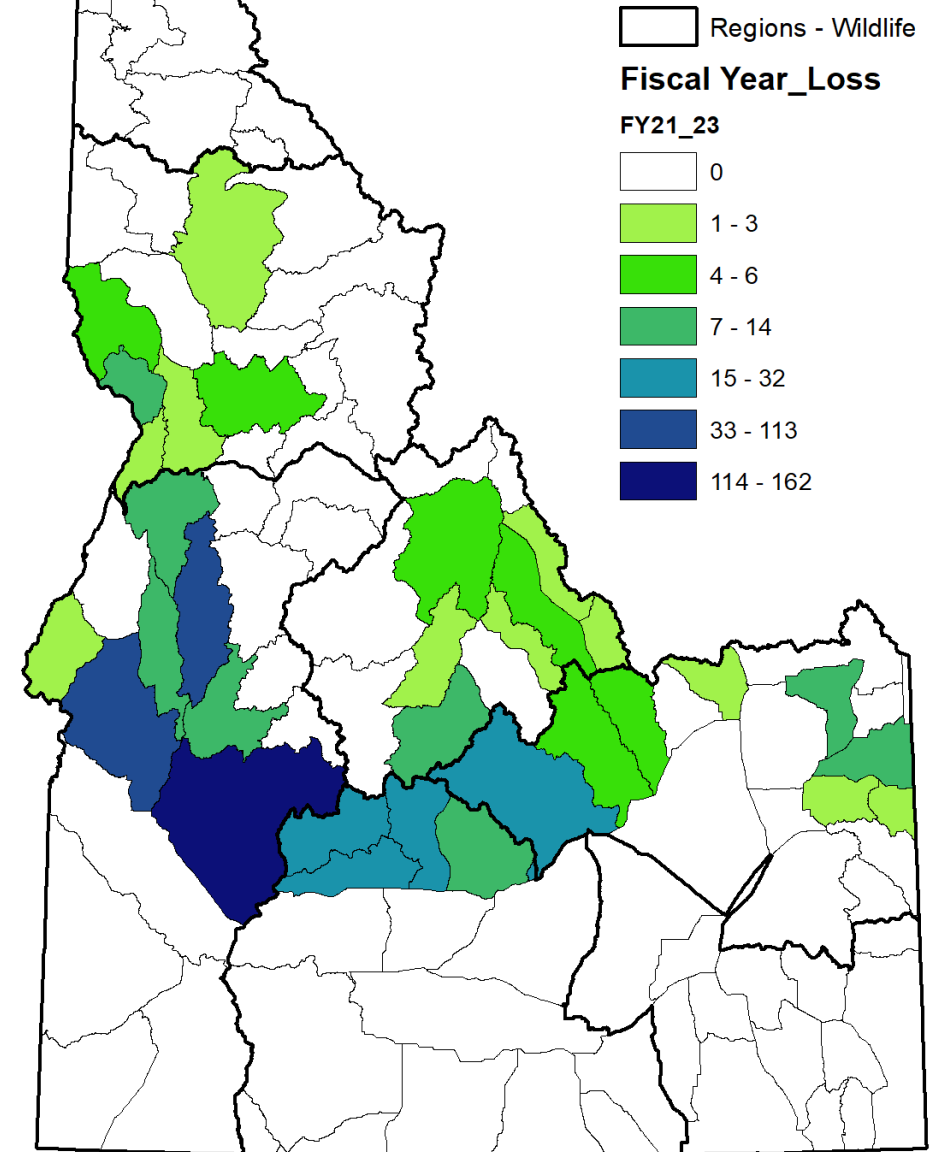 Regions - Wildlife
Fiscal Year_Loss
FY21_23
0
1 - 3
4 - 6
7 - 14
15 - 32
33 - 113
114 - 162